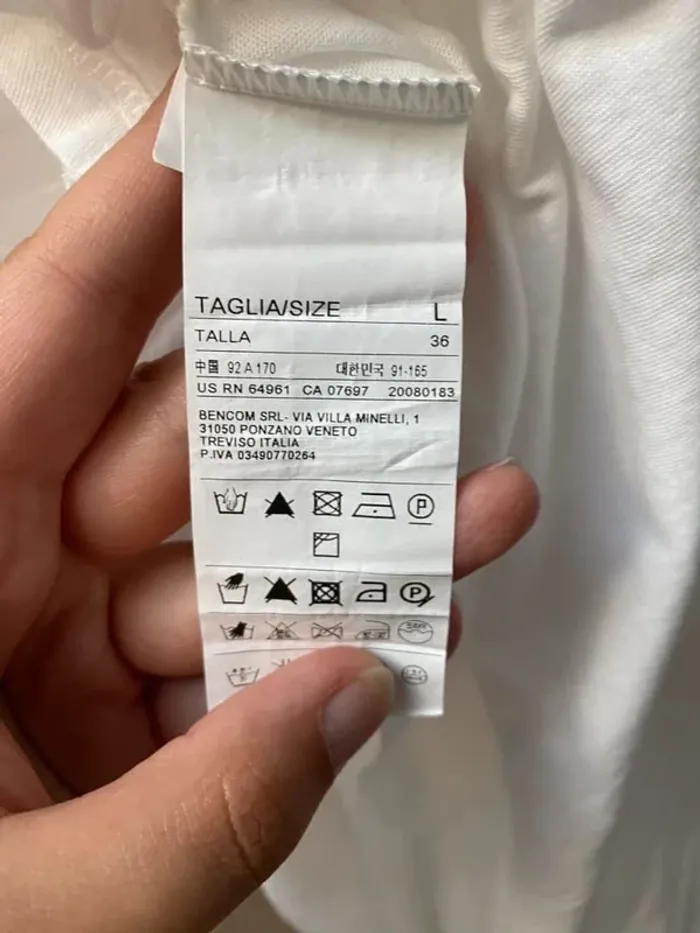 TAGLIA/SIZE L
TALLA 36
中国 92 A 170 대한민국 91-165
US RN 64961 CA 07697 20080183
BENCOM SRL- VIA VILLA MINELLI, 1
31050 PONZANO VENETO
TREVISO ITALIA
P.IVA 03490770264
P
P